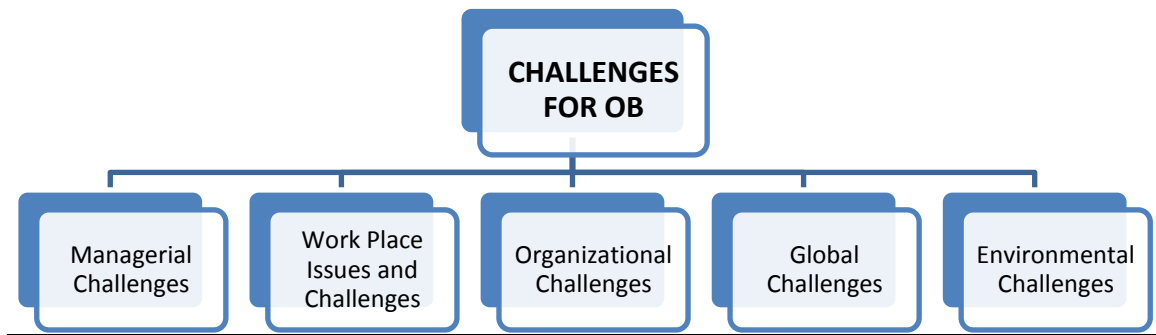 CHALLENGES
FOR OB
Managerial
Challenges
Work Place
Issues and
Challenges
Organizational
Challenges
Global
Challenges
Environmental
Challenges